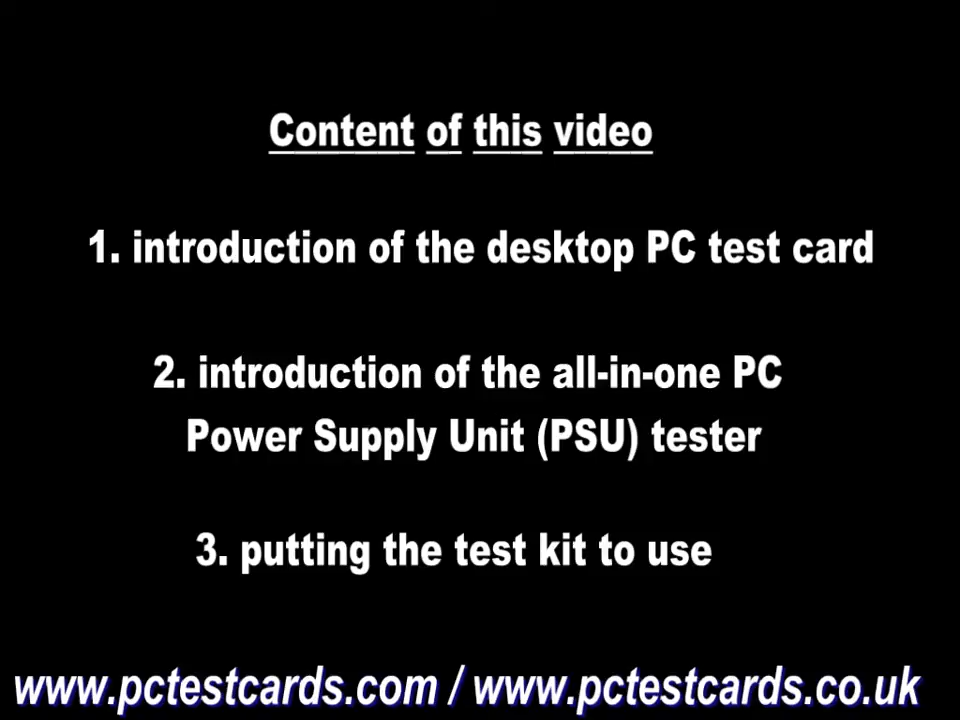 Content of this video
1. introduction of the desktop PC test card
2. introduction of the all-in-one PC
Power Supply Unit (PSU) tester
3. putting the test kit to use
www.pctestcards.com / www.pctestcards.co.uk